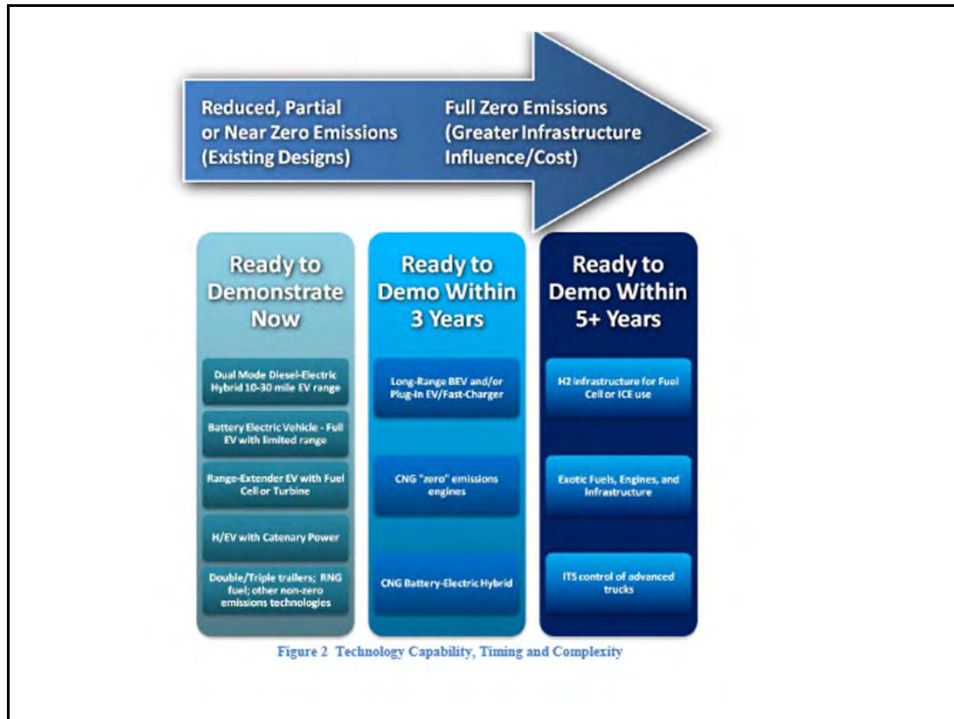 Reduced, Partial
or Near Zero Emissions
(Existing Designs)
Full Zero Emissions
(Greater Infrastructure
Influence/Cost)
Ready to
Demonstrate
Now
Dual Mode Diesel-Electric
Hybrid 10-30 mile EV range
Battery Electric Vehicle - Full
EV with limited range
Range-Extender EV with Fuel
Cell or Turbine
H/EV with Catenary Power
Double/Triple trailers; RNG
fuel; other non-zero
emissions technologies
Ready to
Demo Within
3 Years
Long-Range BEV and/or
Plug-In EV/Fast-Charger
CNG "zero" emissions
engines
CNG Battery-Electric Hybrid
Ready to
Demo Within
5+ Years
H2 infrastructure for Fuel
Cell or ICE use
Exotic Fuels, Engines, and
Infrastructure
ITS control of advanced
trucks
Figure 2 Technology Capability, Timing and Complexity